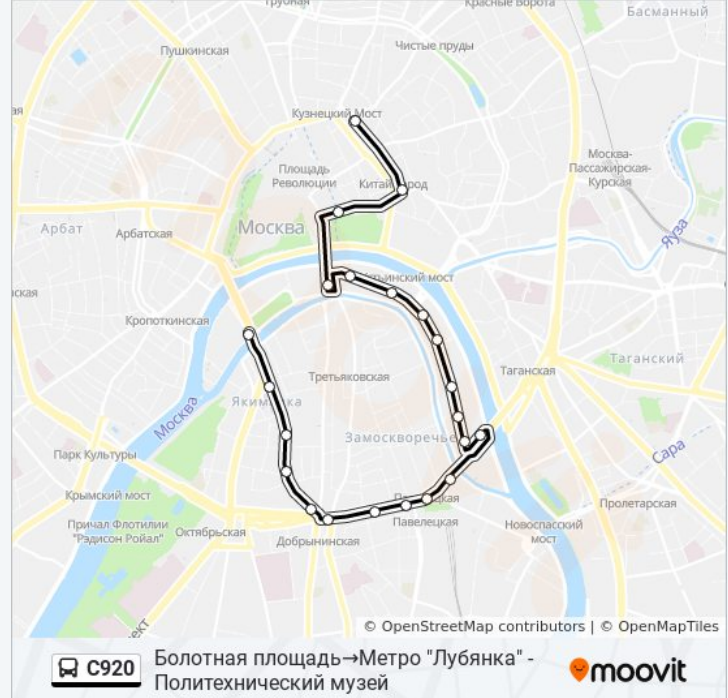 Трубная
Красные Ворота
Басманный
Пушкинская
Чистые пруды
Кузнецкий Мост
Москва-
Пассажирская-
Курская
Площадь
Революции
Китай-город
Москва
Арбат
Арбатская
Яуза
Кропоткинская
Третьяковская
Таганская
Таганский
Москва
Замоскворечье
Сара
Парк Культуры
Крымский мост
Причал Флотилии
"Рэдисон Ройал"
Октябрьская
Добрынинская
Павелецкая
Новоспасский
мост
Пролетарская
© OpenStreetMap contributors | © OpenMapTiles
C920
Болотная площадь→Метро "Лубянка" -
Политехнический музей
moovit